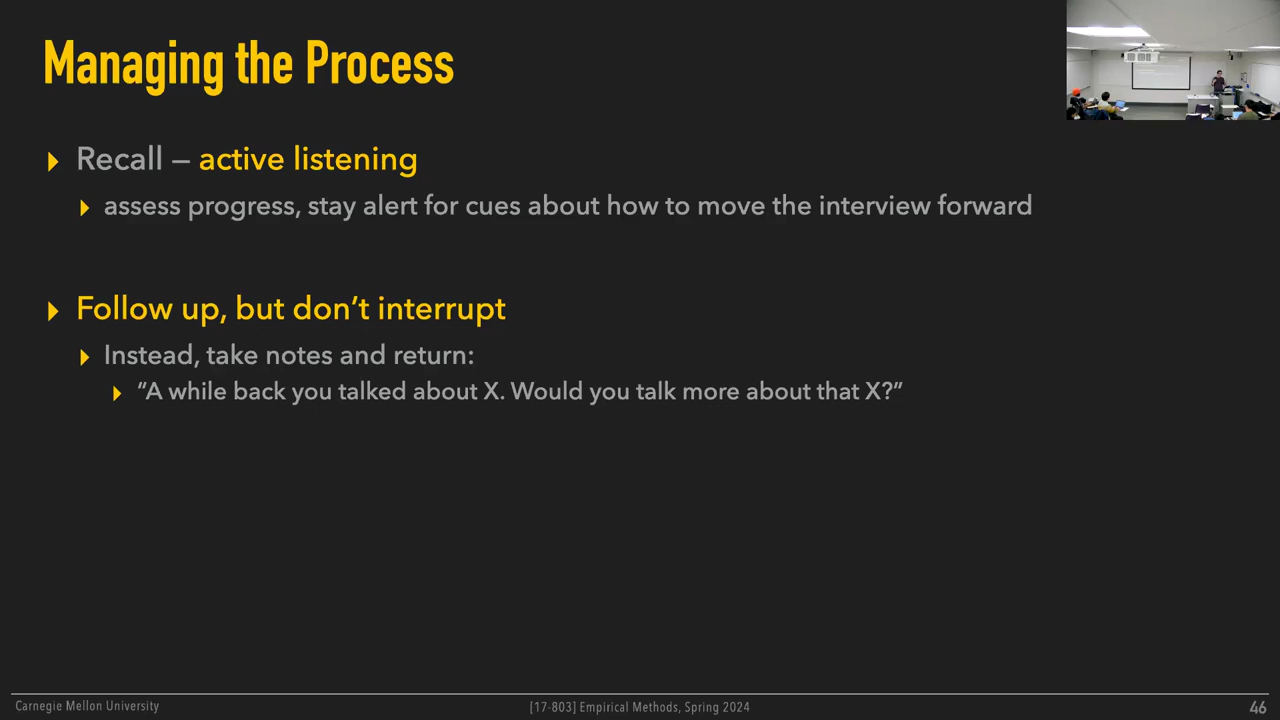 Managing the Process
Recall – active listening
assess progress, stay alert for cues about how to move the interview forward
Follow up, but don’t interrupt
Instead, take notes and return:
“A while back you talked about X. Would you talk more about that X?”
Carnegie Mellon University
[17-803] Empirical Methods, Spring 2024
46